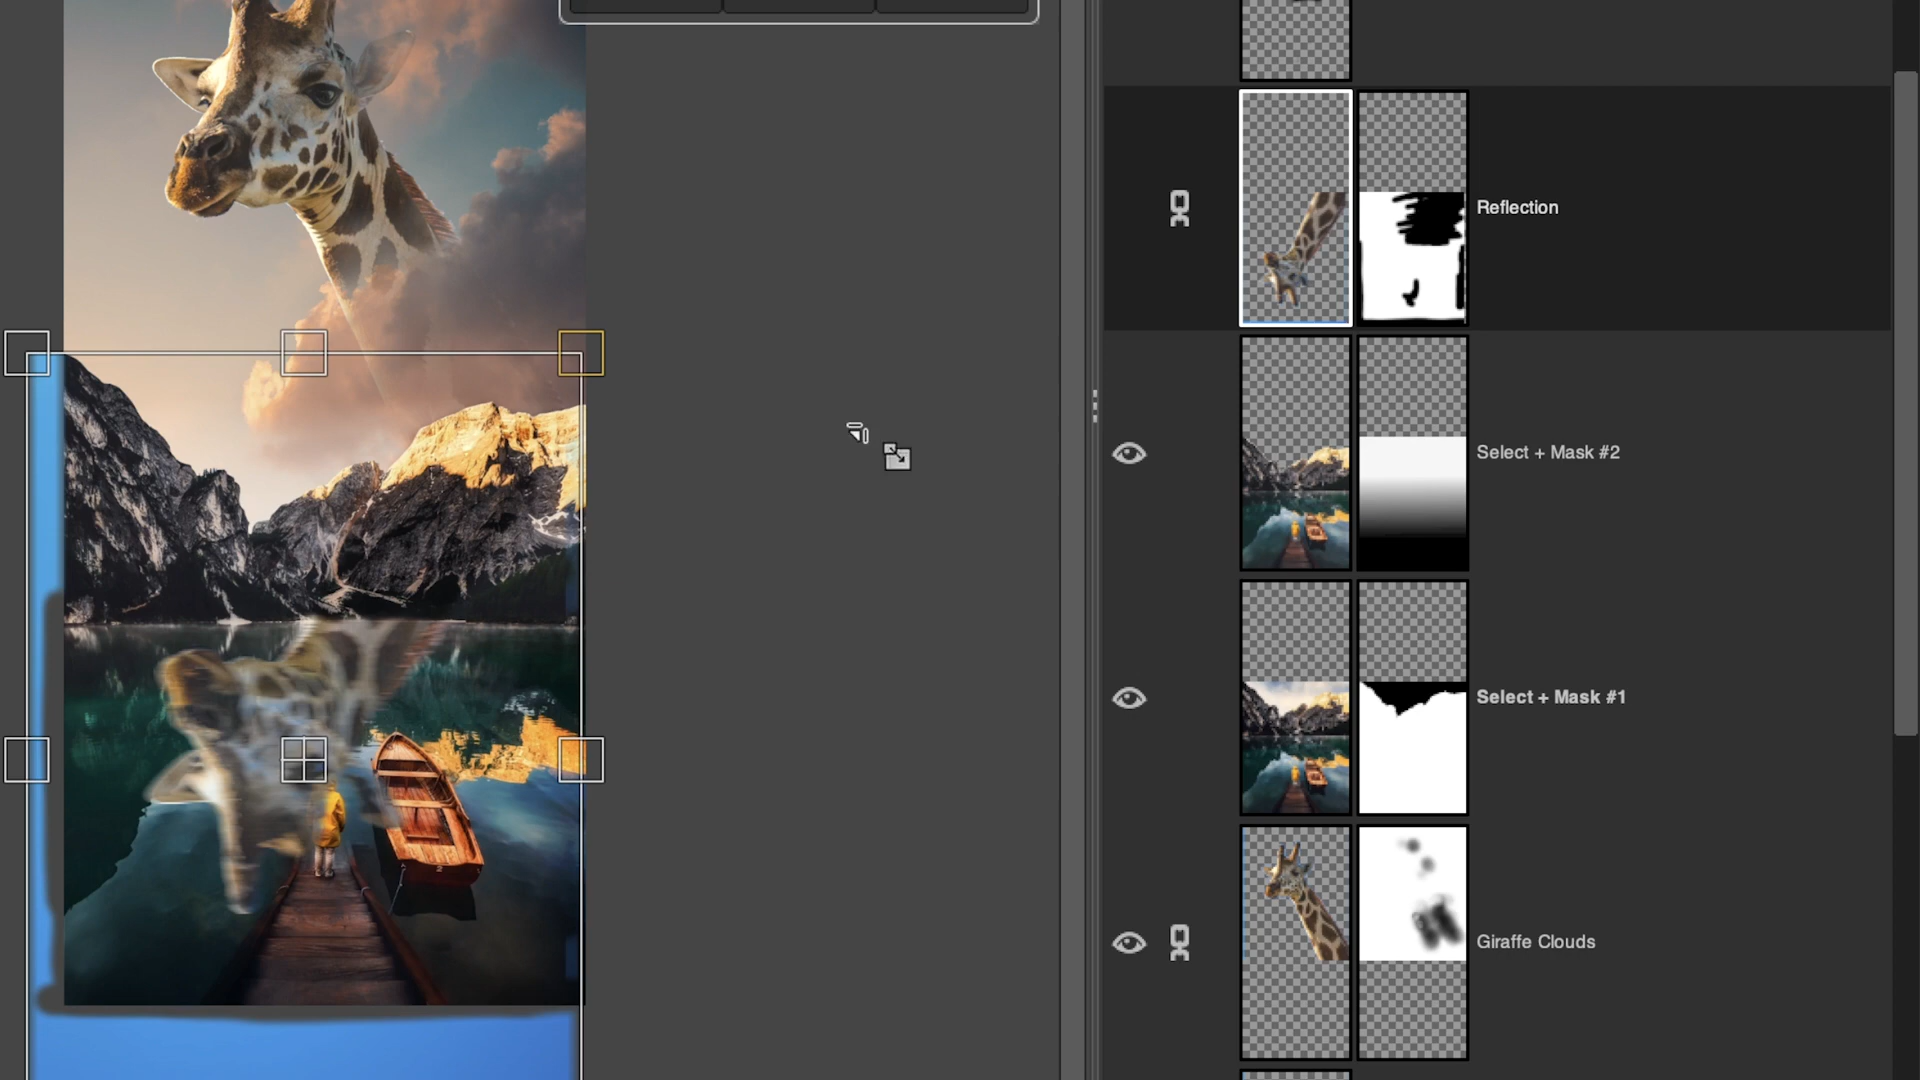 Reflection
Select + Mask #2
Select + Mask #1
Giraffe Clouds